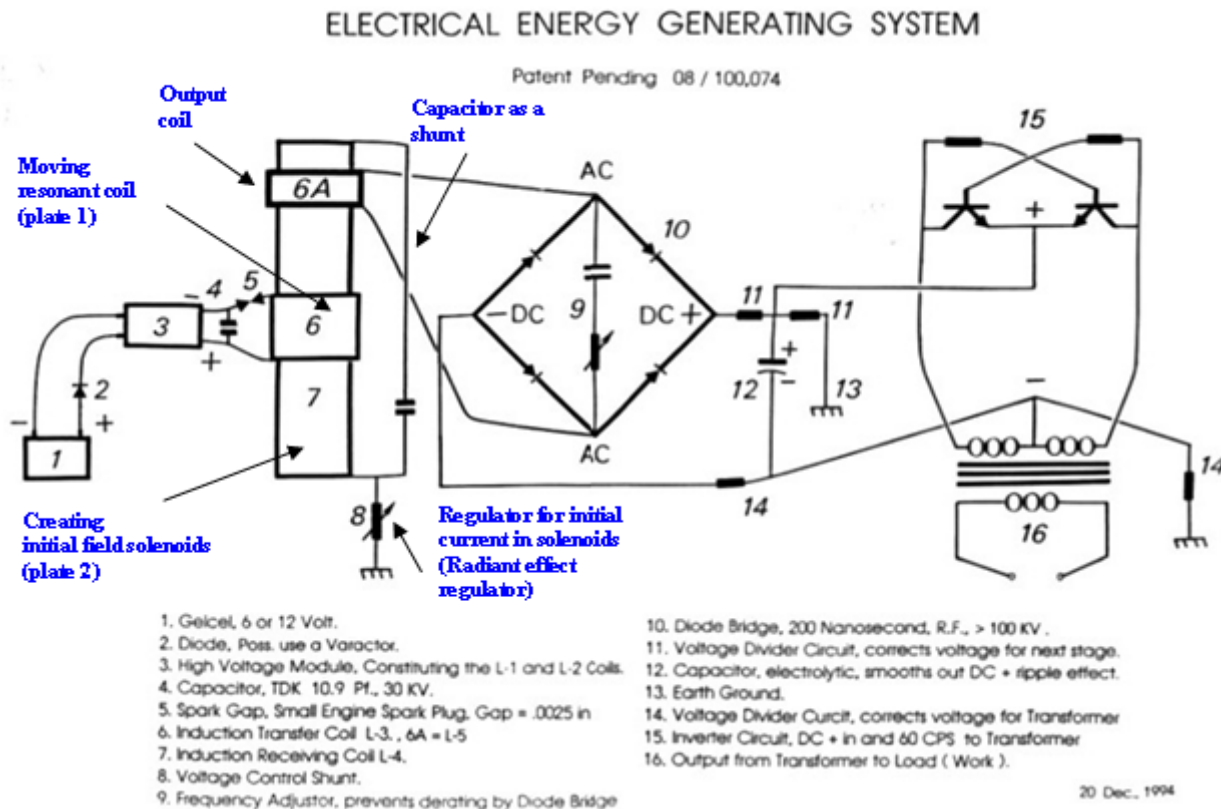 ELECTRICAL ENERGY GENERATING SYSTEM
Patent Pending 08 / 100,074
Output
coil
Capacitor as a
shunt
Moving
resonant coil
(plate 1)
Creating
initial field solenoids
(plate 2)
Regulator for initial
current in solenoids
(Radiant effect
regulator)
6A
AC
10
15
+
4
5
-
3
6
- DC
9
DC +
11
11
2
+
7
+
12
-
13
-
-
+
1
AC
14
14
8
16
1. Gelcel, 6 or 12 Volt.
2. Diode, Poss. use a Varactor.
3. High Voltage Module, Constituting the L-1 and L-2 Coils.
4. Capacitor, TDK 10.9 Pf., 30 KV.
5. Spark Gap, Small Engine Spark Plug, Gap = .0025 in
6. Induction Transfer Coil L-3. , 6A = L-5
7. Induction Receiving Coil L-4.
8. Voltage Control Shunt.
9. Frequency Adjustor, prevents derating by Diode Bridge
10. Diode Bridge, 200 Nanosecond, R.F., > 100 KV .
11. Voltage Divider Circuit, corrects voltage for next stage.
12. Capacitor, electrolytic, smooths out DC + ripple effect.
13. Earth Ground.
14. Voltage Divider Curcit, corrects voltage for Transformer
15. Inverter Circuit, DC + in and 60 CPS to Transformer
16. Output from Transformer to Load ( Work ).
20 Dec., 1994